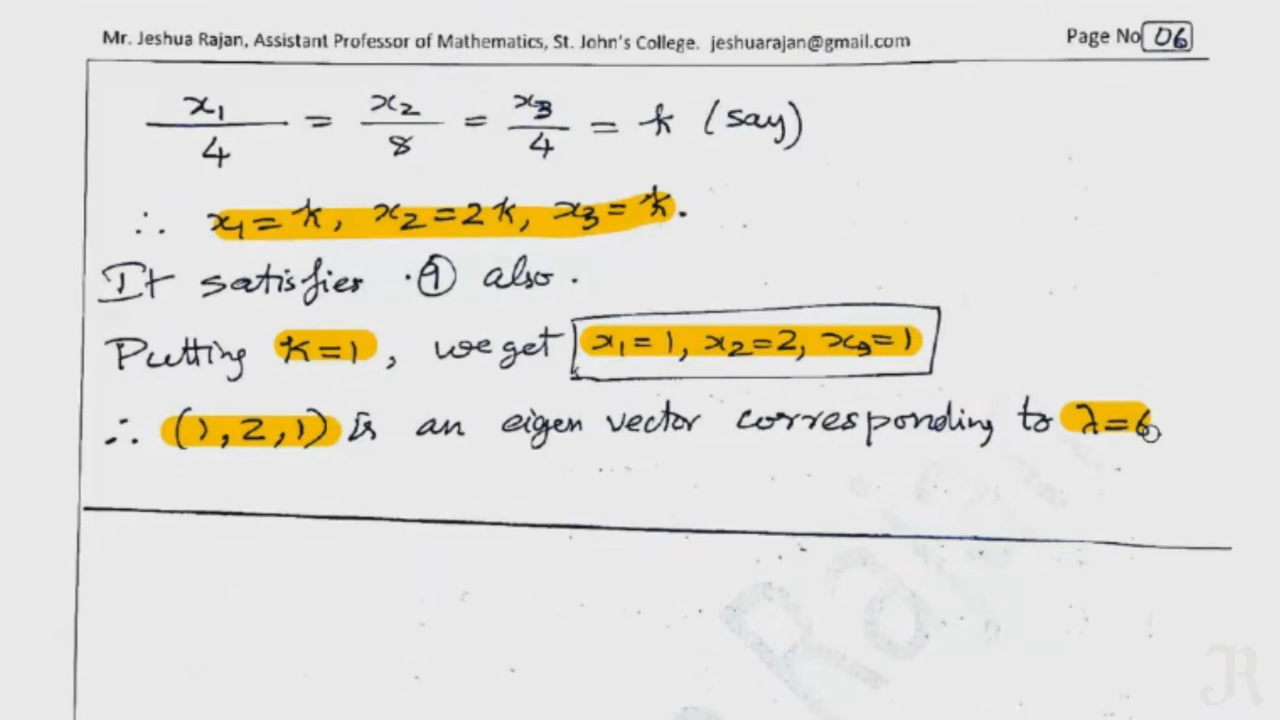 Mr. Jeshua Rajan, Assistant Professor of Mathematics, St. John's College. jeshuarajan@gmail.com Page No 06
x₁/4 = x₂/8 = x₃/4 = k (say)
∴ x₁ = k, x₂ = 2k, x₃ = k.
It satisfies ⑨ also.
Putting k=1, we get x₁ = 1, x₂ = 2, x₃ = 1
∴ (1, 2, 1) is an eigen vector corresponding to λ = 6
Rajan
R